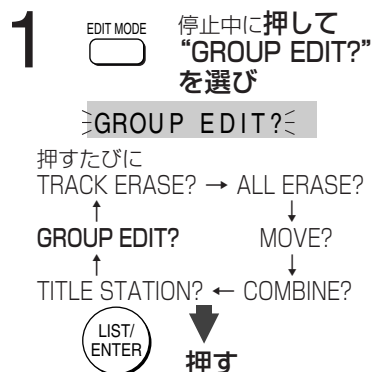 1
EDIT MODE
停止中に押して
“GROUP EDIT?”
を選び
GROUP EDIT?
押すたびに
TRACK ERASE? → ALL ERASE?
↑ ↓
GROUP EDIT? MOVE?
↑ ↓
TITLE STATION? ← COMBINE?
LIST/
ENTER
押す